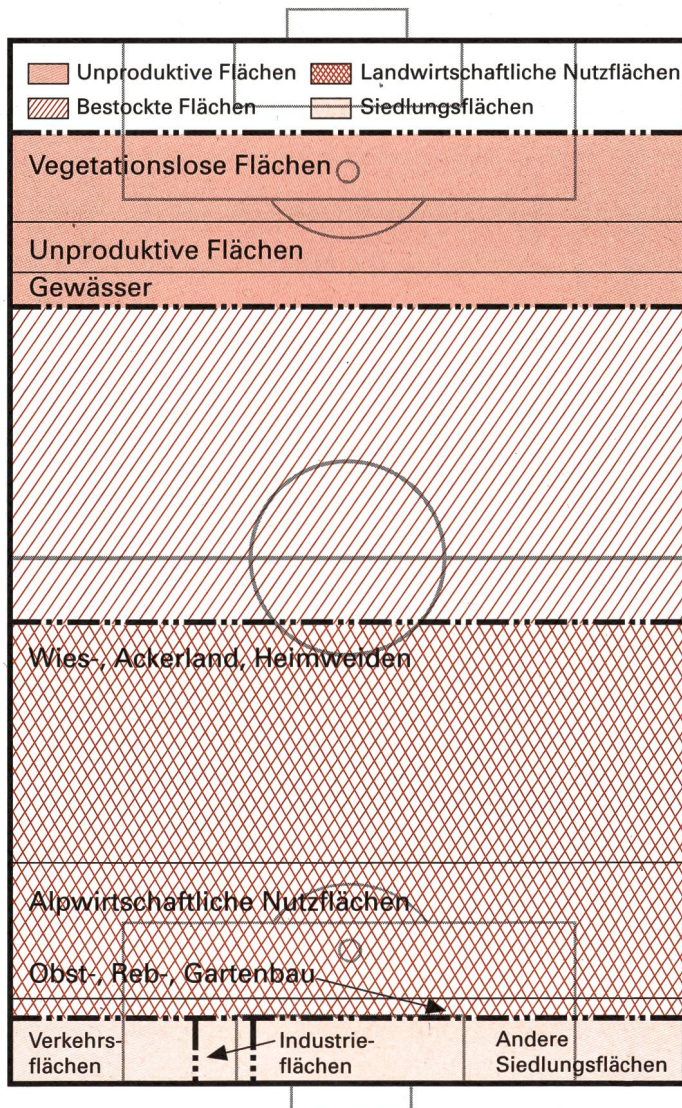 Unproduktive Flächen
Landwirtschaftliche Nutzflächen
Bestockte Flächen
Siedlungsflächen
Vegetationslose Flächen
Unproduktive Flächen
Gewässer
Wies-, Ackerland, Heimweiden
Alpwirtschaftliche Nutzflächen
Obst-, Reb-, Gartenbau
Verkehrs-
flächen
Industrie-
flächen
Andere
Siedlungsflächen